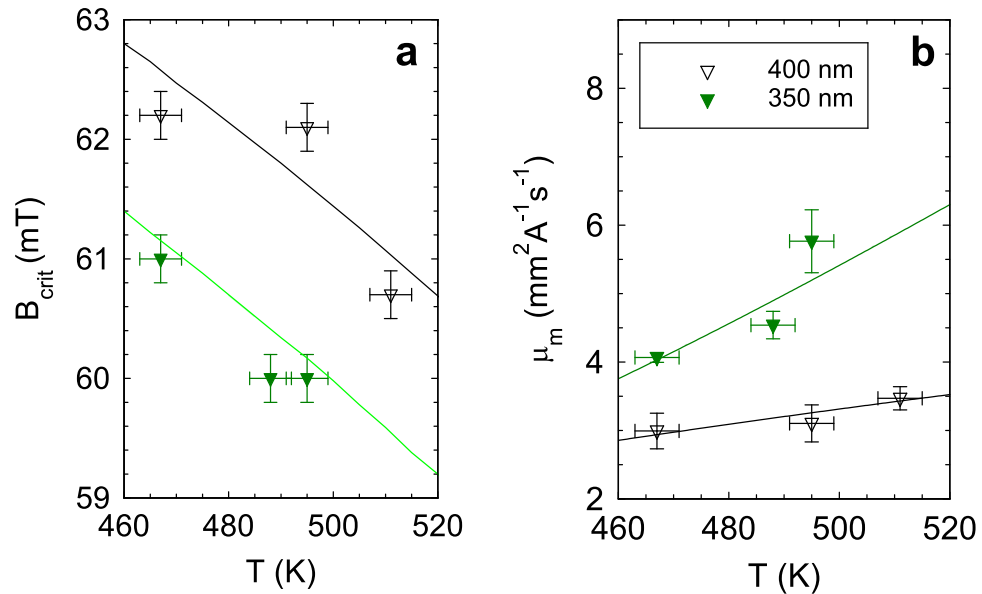 a
63
62
61
60
59
B_crit (mT)
460 480 500 520
T (K)
b
400 nm
350 nm
8
6
4
2
μ_m (mm²A⁻¹s⁻¹)
460 480 500 520
T (K)